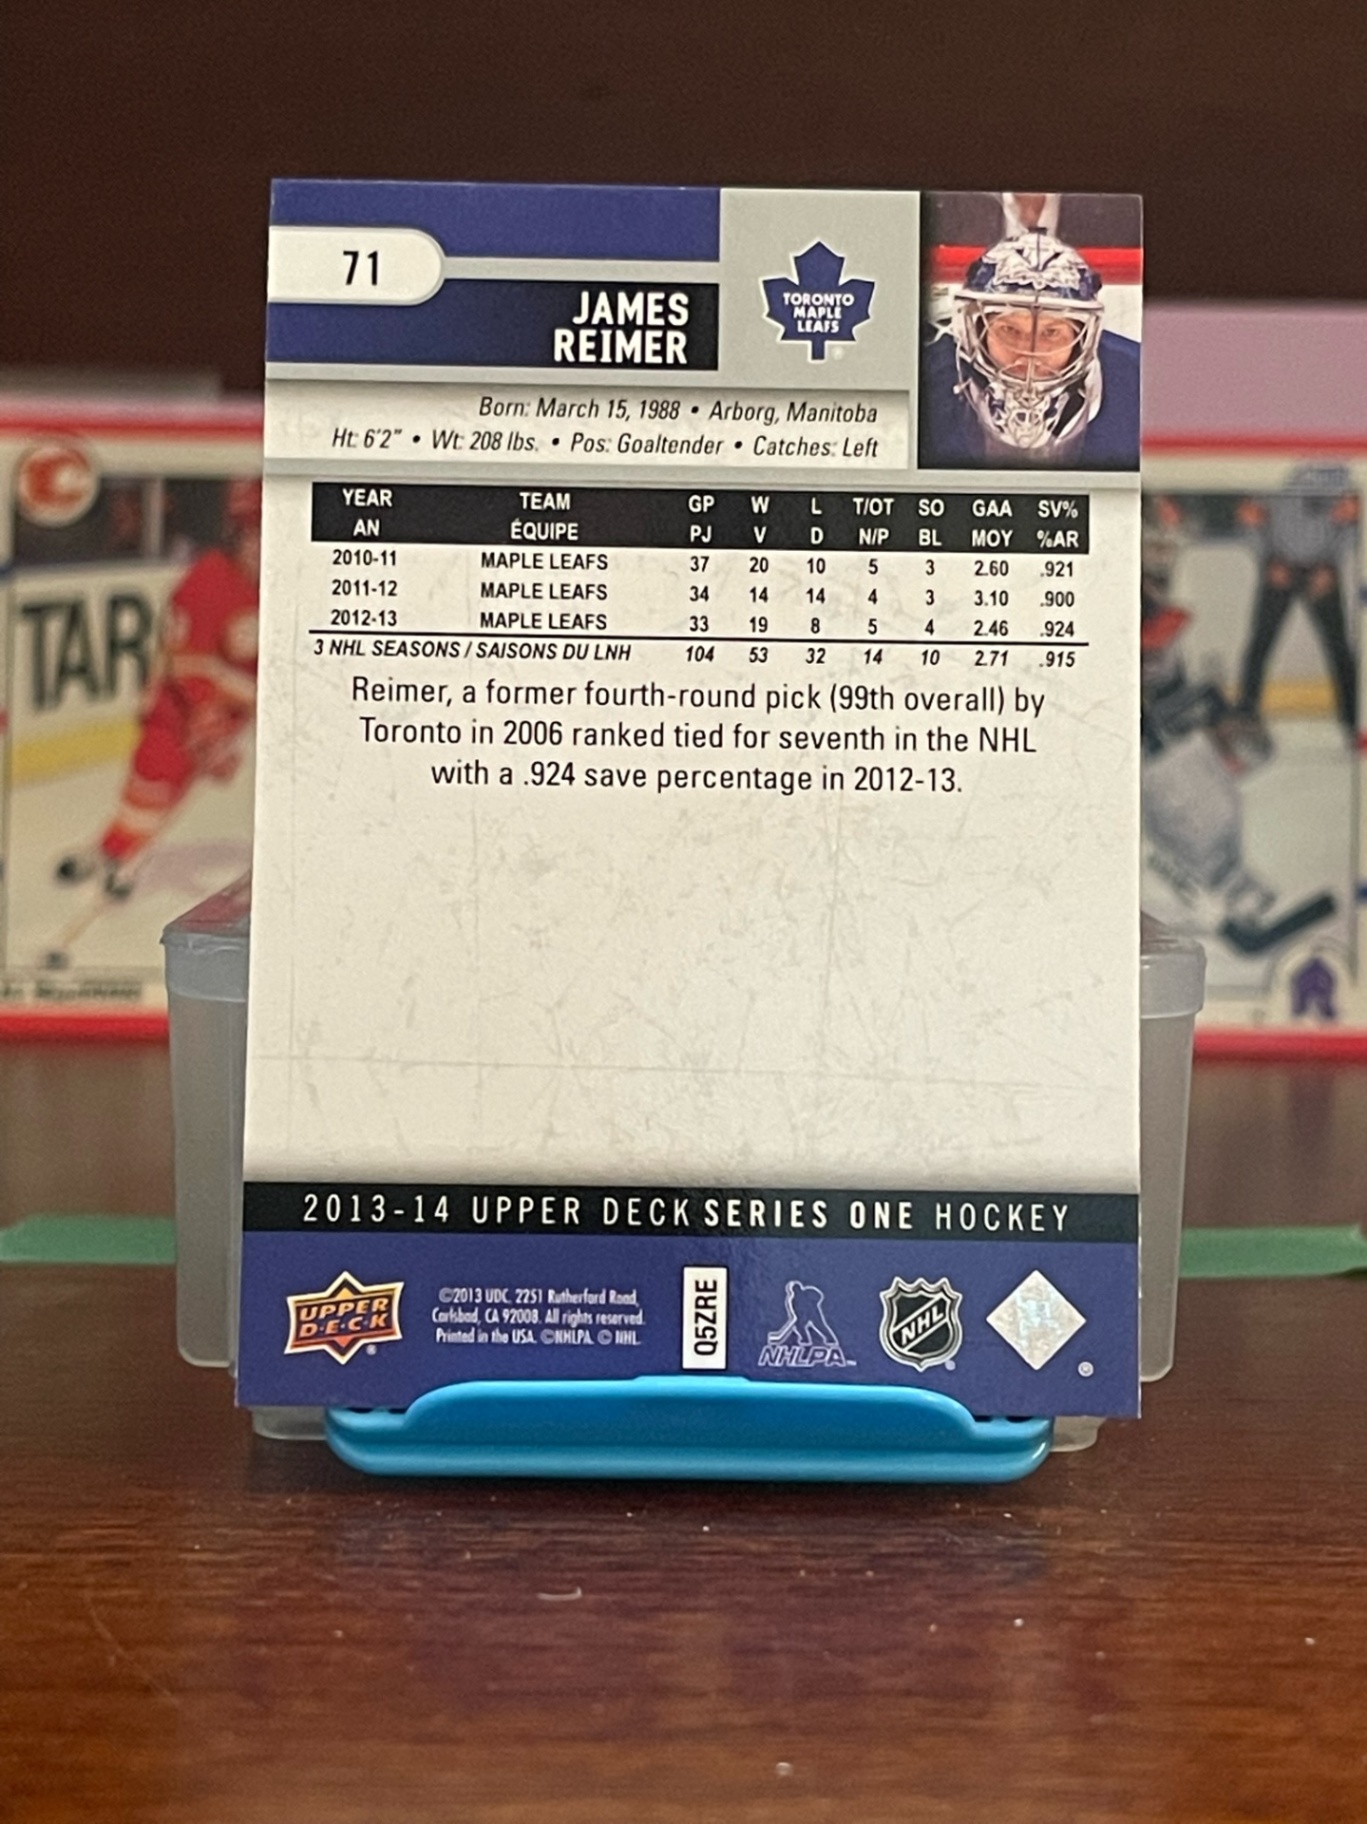 71
JAMES
REIMER
TORONTO
MAPLE
LEAFS
Born: March 15, 1988 • Arborg, Manitoba
Ht: 6'2" • Wt: 208 lbs. • Pos: Goaltender • Catches: Left
YEAR TEAM GP W L T/OT SO GAA SV%
AN ÉQUIPE PJ V D N/P BL MOY %AR
2010-11 MAPLE LEAFS 37 20 10 5 3 2.60 .921
2011-12 MAPLE LEAFS 34 14 14 4 3 3.10 .900
2012-13 MAPLE LEAFS 33 19 8 5 4 2.46 .924
3 NHL SEASONS / SAISONS DU LNH 104 53 32 14 10 2.71 .915
Reimer, a former fourth-round pick (99th overall) by
Toronto in 2006 ranked tied for seventh in the NHL
with a .924 save percentage in 2012-13.
TAR
2013-14 UPPER DECK SERIES ONE HOCKEY
UPPER
D·E·C·K
©2013 UDC. 2251 Rutherford Road,
Carlsbad, CA 92008. All rights reserved.
Printed in the USA. ©NHLPA. © NHL.
Q5ZRE
NHLPA
NHL